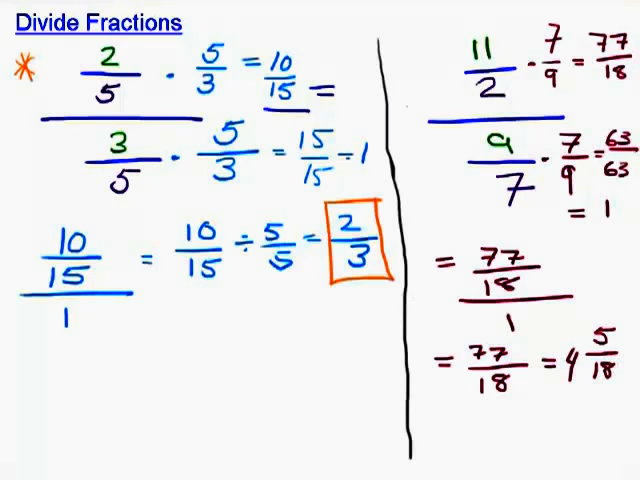 Divide Fractions
* 2/5 · 5/3 = 10/15 =
3/5 · 5/3 = 15/15 ÷ 1
10/15 / 1 = 10/15 ÷ 5/5 = 2/3
11/2 · 7/9 = 77/18
9/7 · 7/9 = 63/63
= 1
= 77/18 / 1
= 77/18 = 4 5/18